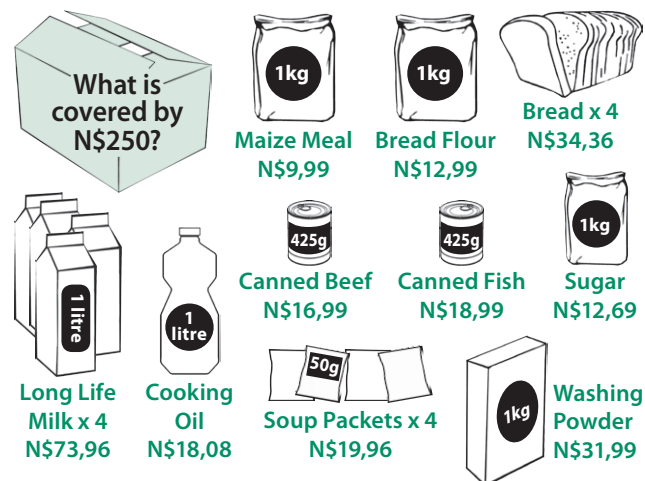 What is
covered by
N$250?
1kg
Maize Meal
N$9,99
1kg
Bread Flour
N$12,99
Bread x 4
N$34,36
1 litre
Long Life
Milk x 4
N$73,96
1
litre
Cooking
Oil
N$18,08
425g
Canned Beef
N$16,99
425g
Canned Fish
N$18,99
1kg
Sugar
N$12,69
50g
Soup Packets x 4
N$19,96
1kg
Washing
Powder
N$31,99